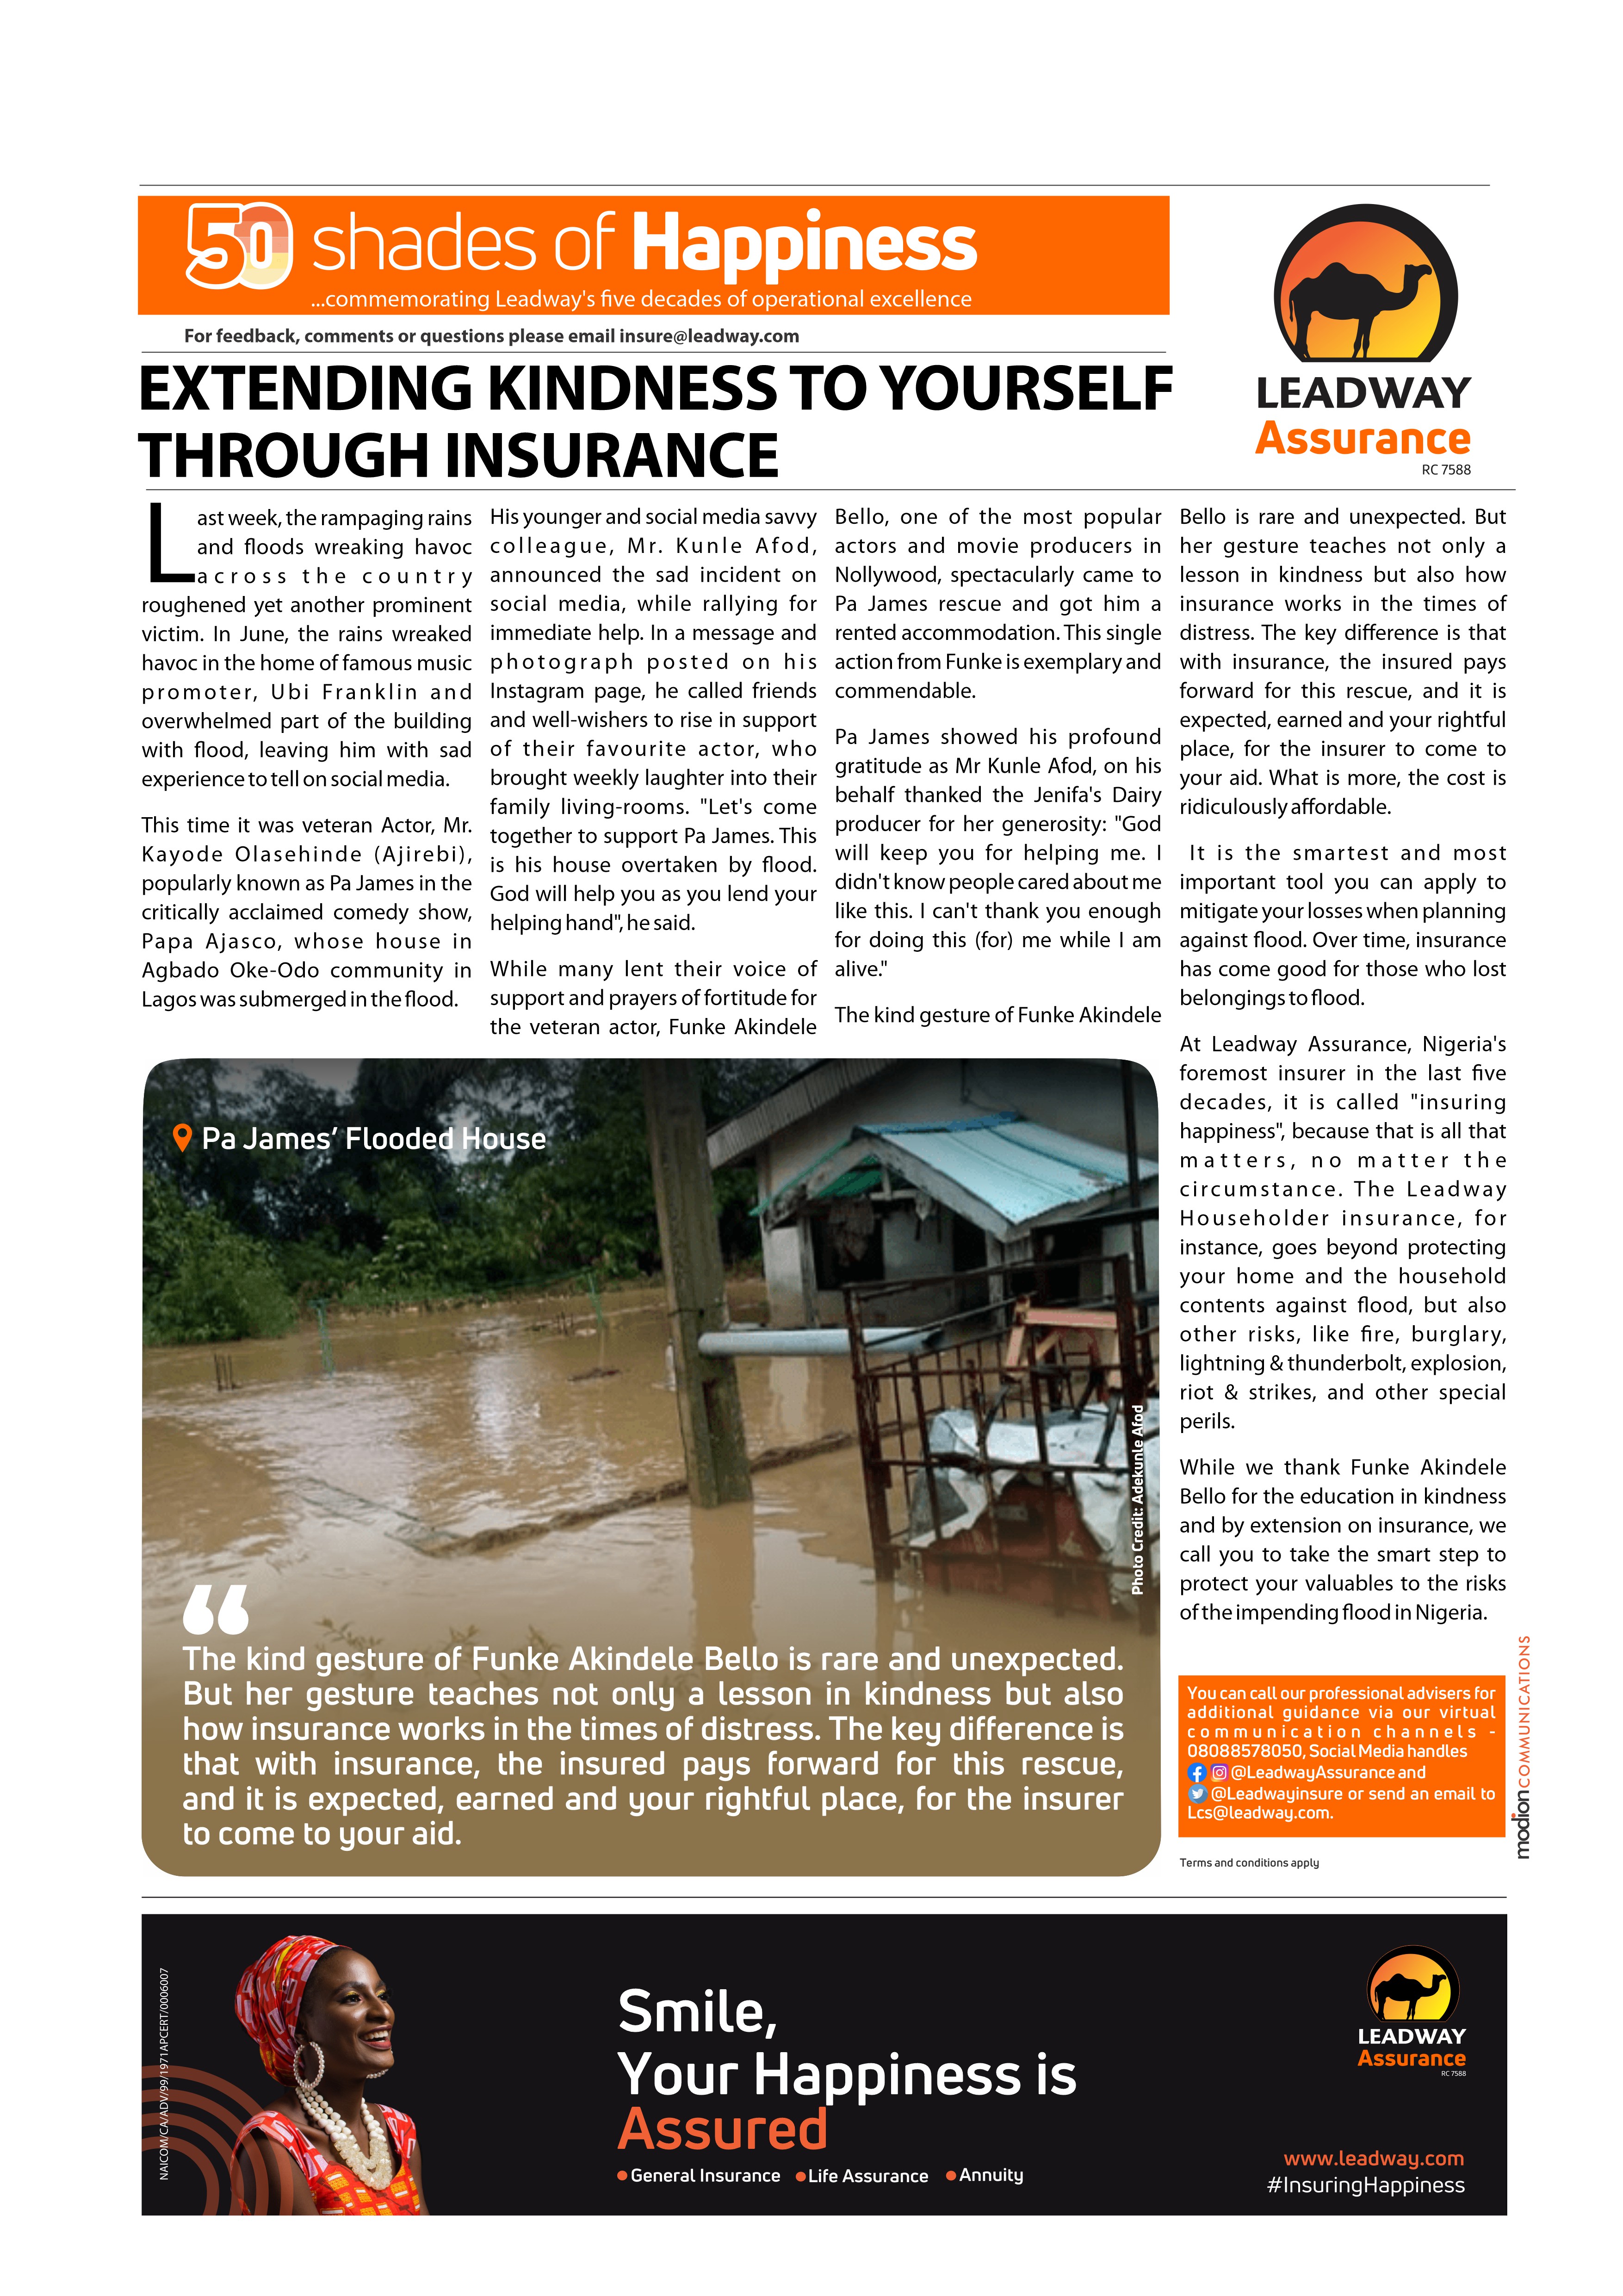 50 shades of Happiness
...commemorating Leadway's five decades of operational excellence
For feedback, comments or questions please email insure@leadway.com
EXTENDING KINDNESS TO YOURSELF
THROUGH INSURANCE
LEADWAY
Assurance
RC 7588
Last week, the rampaging rains
and floods wreaking havoc
across the country
roughened yet another prominent
victim. In June, the rains wreaked
havoc in the home of famous music
promoter, Ubi Franklin and
overwhelmed part of the building
with flood, leaving him with sad
experience to tell on social media.
This time it was veteran Actor, Mr.
Kayode Olasehinde (Ajirebi),
popularly known as Pa James in the
critically acclaimed comedy show,
Papa Ajasco, whose house in
Agbado Oke-Odo community in
Lagos was submerged in the flood.
His younger and social media savvy
colleague, Mr. Kunle Afod,
announced the sad incident on
social media, while rallying for
immediate help. In a message and
photograph posted on his
Instagram page, he called friends
and well-wishers to rise in support
of their favourite actor, who
brought weekly laughter into their
family living-rooms. "Let's come
together to support Pa James. This
is his house overtaken by flood.
God will help you as you lend your
helping hand", he said.
While many lent their voice of
support and prayers of fortitude for
the veteran actor, Funke Akindele
Bello, one of the most popular
actors and movie producers in
Nollywood, spectacularly came to
Pa James rescue and got him a
rented accommodation. This single
action from Funke is exemplary and
commendable.
Pa James showed his profound
gratitude as Mr Kunle Afod, on his
behalf thanked the Jenifa's Dairy
producer for her generosity: "God
will keep you for helping me. I
didn't know people cared about me
like this. I can't thank you enough
for doing this (for) me while I am
alive."
The kind gesture of Funke Akindele
Bello is rare and unexpected. But
her gesture teaches not only a
lesson in kindness but also how
insurance works in the times of
distress. The key difference is that
with insurance, the insured pays
forward for this rescue, and it is
expected, earned and your rightful
place, for the insurer to come to
your aid. What is more, the cost is
ridiculously affordable.
It is the smartest and most
important tool you can apply to
mitigate your losses when planning
against flood. Over time, insurance
has come good for those who lost
belongings to flood.
At Leadway Assurance, Nigeria's
foremost insurer in the last five
decades, it is called "insuring
happiness", because that is all that
matters, no matter the
circumstance. The Leadway
Householder insurance, for
instance, goes beyond protecting
your home and the household
contents against flood, but also
other risks, like fire, burglary,
lightning & thunderbolt, explosion,
riot & strikes, and other special
perils.
While we thank Funke Akindele
Bello for the education in kindness
and by extension on insurance, we
call you to take the smart step to
protect your valuables to the risks
of the impending flood in Nigeria.
Pa James' Flooded House
Photo Credit: Adekunle Afod
“
The kind gesture of Funke Akindele Bello is rare and unexpected.
But her gesture teaches not only a lesson in kindness but also
how insurance works in the times of distress. The key difference is
that with insurance, the insured pays forward for this rescue,
and it is expected, earned and your rightful place, for the insurer
to come to your aid.
You can call our professional advisers for
additional guidance via our virtual
communication channels -
08088578050, Social Media handles
@LeadwayAssurance and
@Leadwayinsure or send an email to
Lcs@leadway.com.
modion COMMUNICATIONS
Terms and conditions apply
NAICOM/CA/ADV/99/1971APCERT/0006007
Smile,
Your Happiness is
Assured
General Insurance
Life Assurance
Annuity
LEADWAY
Assurance
RC 7588
www.leadway.com
#InsuringHappiness